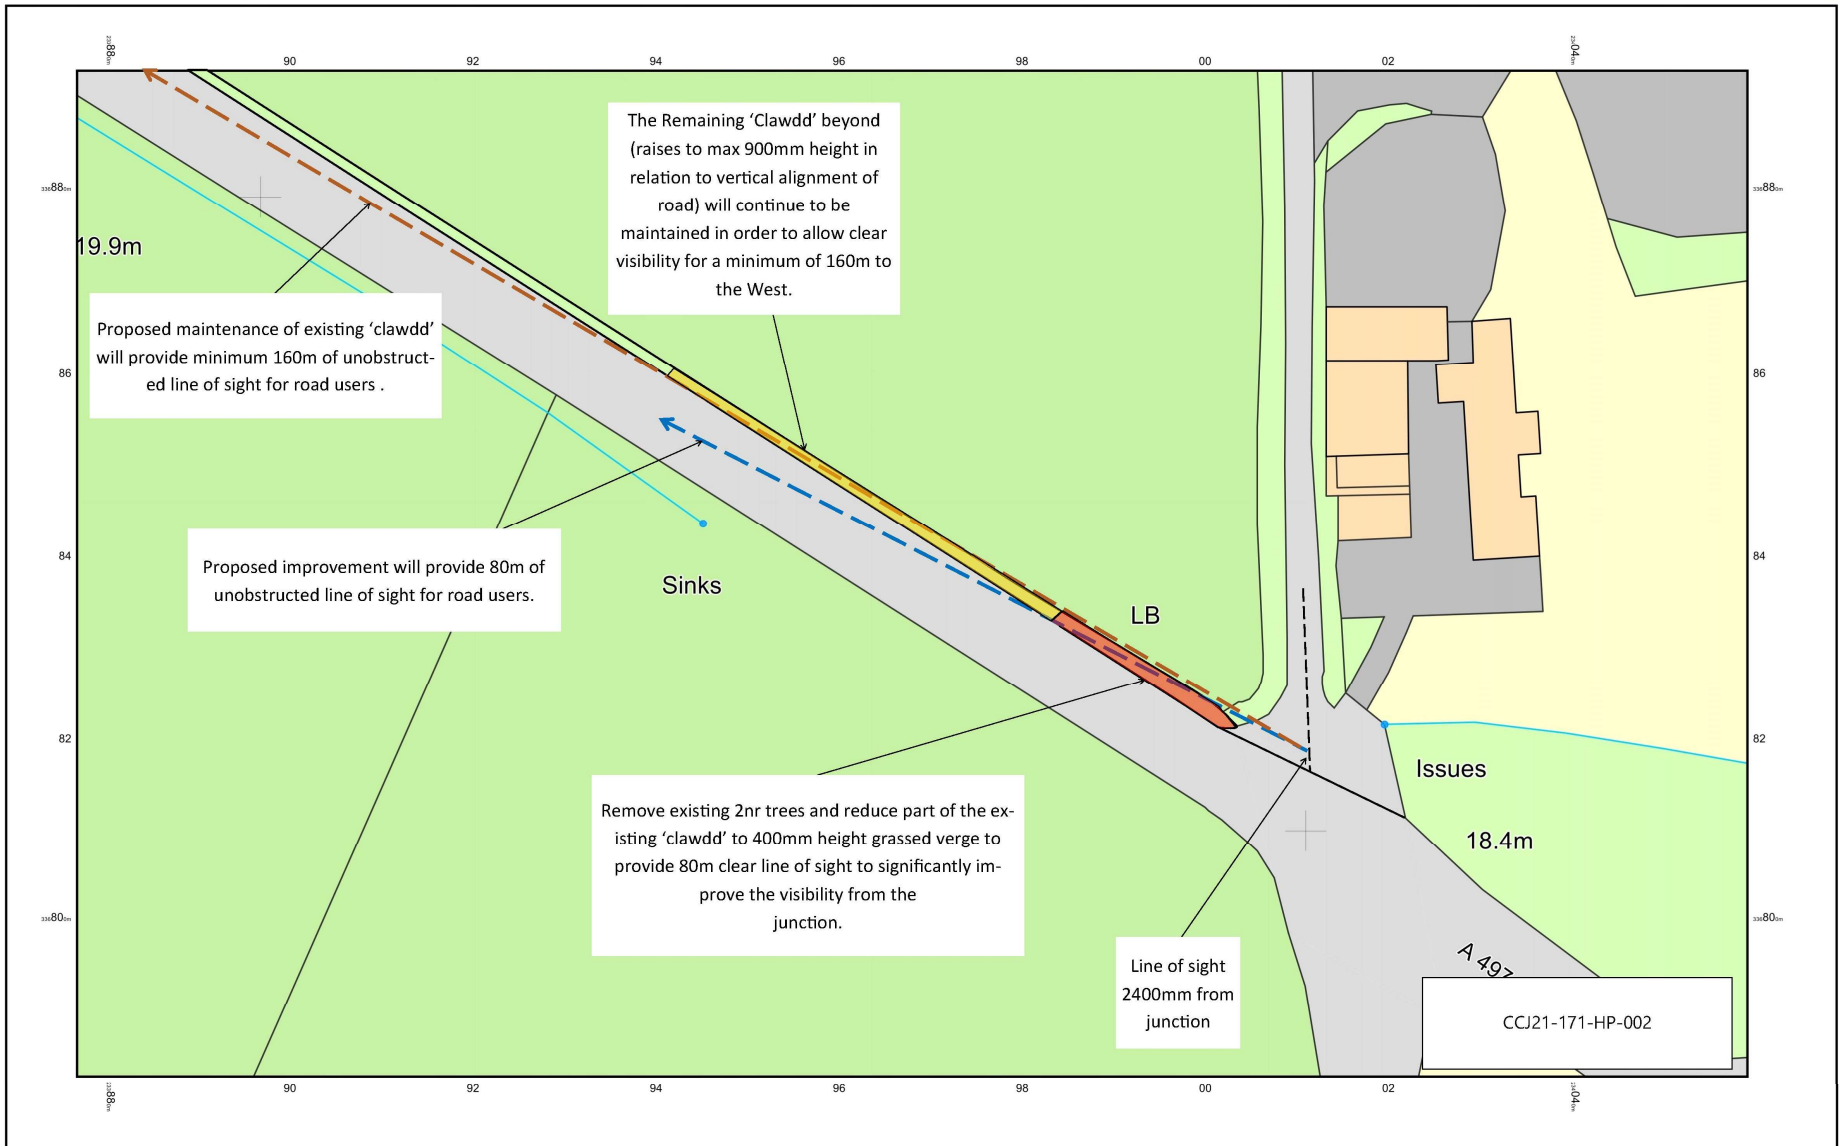 90 92 94 96 98 00 02
The Remaining ‘Clawdd’ beyond
(raises to max 900mm height in
relation to vertical alignment of
road) will continue to be
maintained in order to allow clear
visibility for a minimum of 160m to
the West.
19.9m
Proposed maintenance of existing ‘clawdd’
will provide minimum 160m of unobstruct-
ed line of sight for road users .
86 86
84 84
Proposed improvement will provide 80m of
unobstructed line of sight for road users.
Sinks
LB
82 82
Issues
18.4m
Remove existing 2nr trees and reduce part of the ex-
isting ‘clawdd’ to 400mm height grassed verge to
provide 80m clear line of sight to significantly im-
prove the visibility from the
junction.
Line of sight
2400mm from
junction
A 497
CCJ21-171-HP-002
90 92 94 96 98 00 02